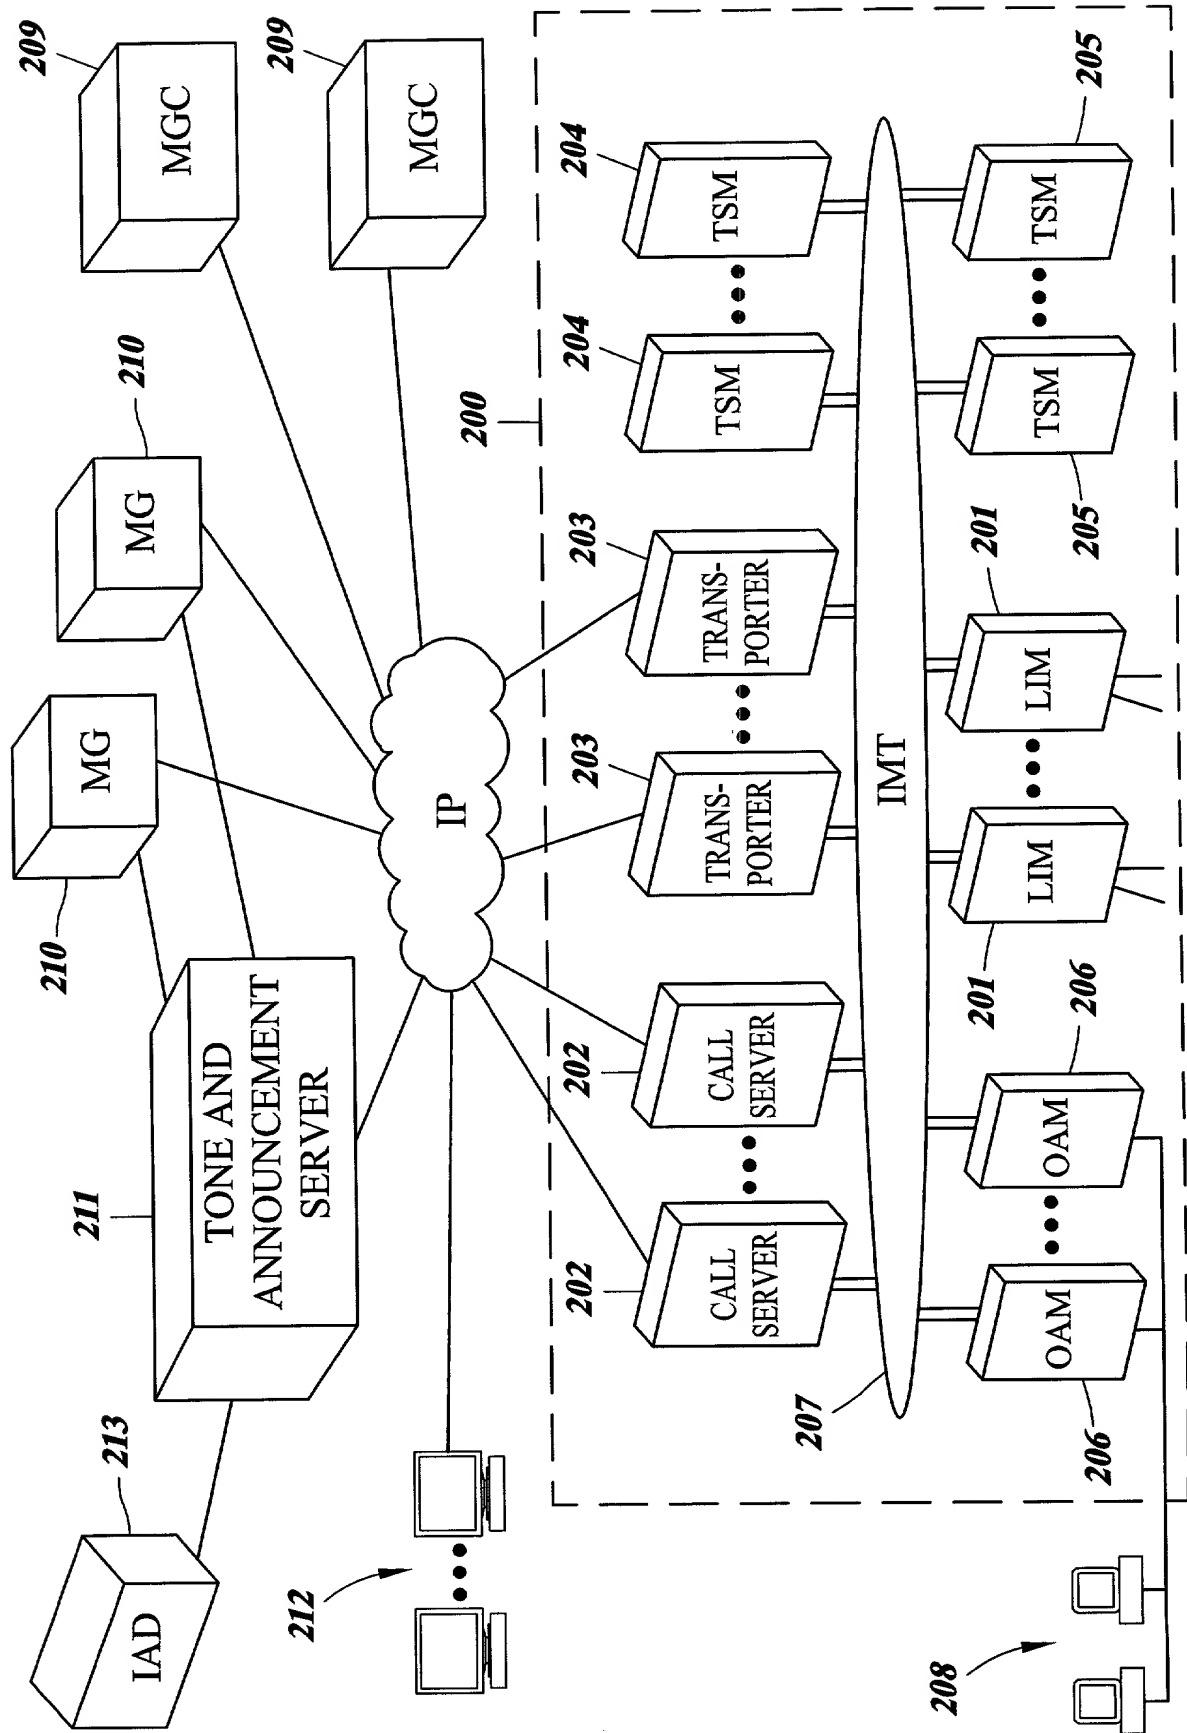 213
IAD
211
TONE AND
ANNOUNCEMENT
SERVER
210
MG
210
MG
209
MGC
209
MGC
212
IP
200
202
CALL
SERVER
202
CALL
SERVER
203
TRANS-
PORTER
203
TRANS-
PORTER
204
TSM
204
TSM
207
IMT
208
206
OAM
206
OAM
201
LIM
201
LIM
205
TSM
205
TSM